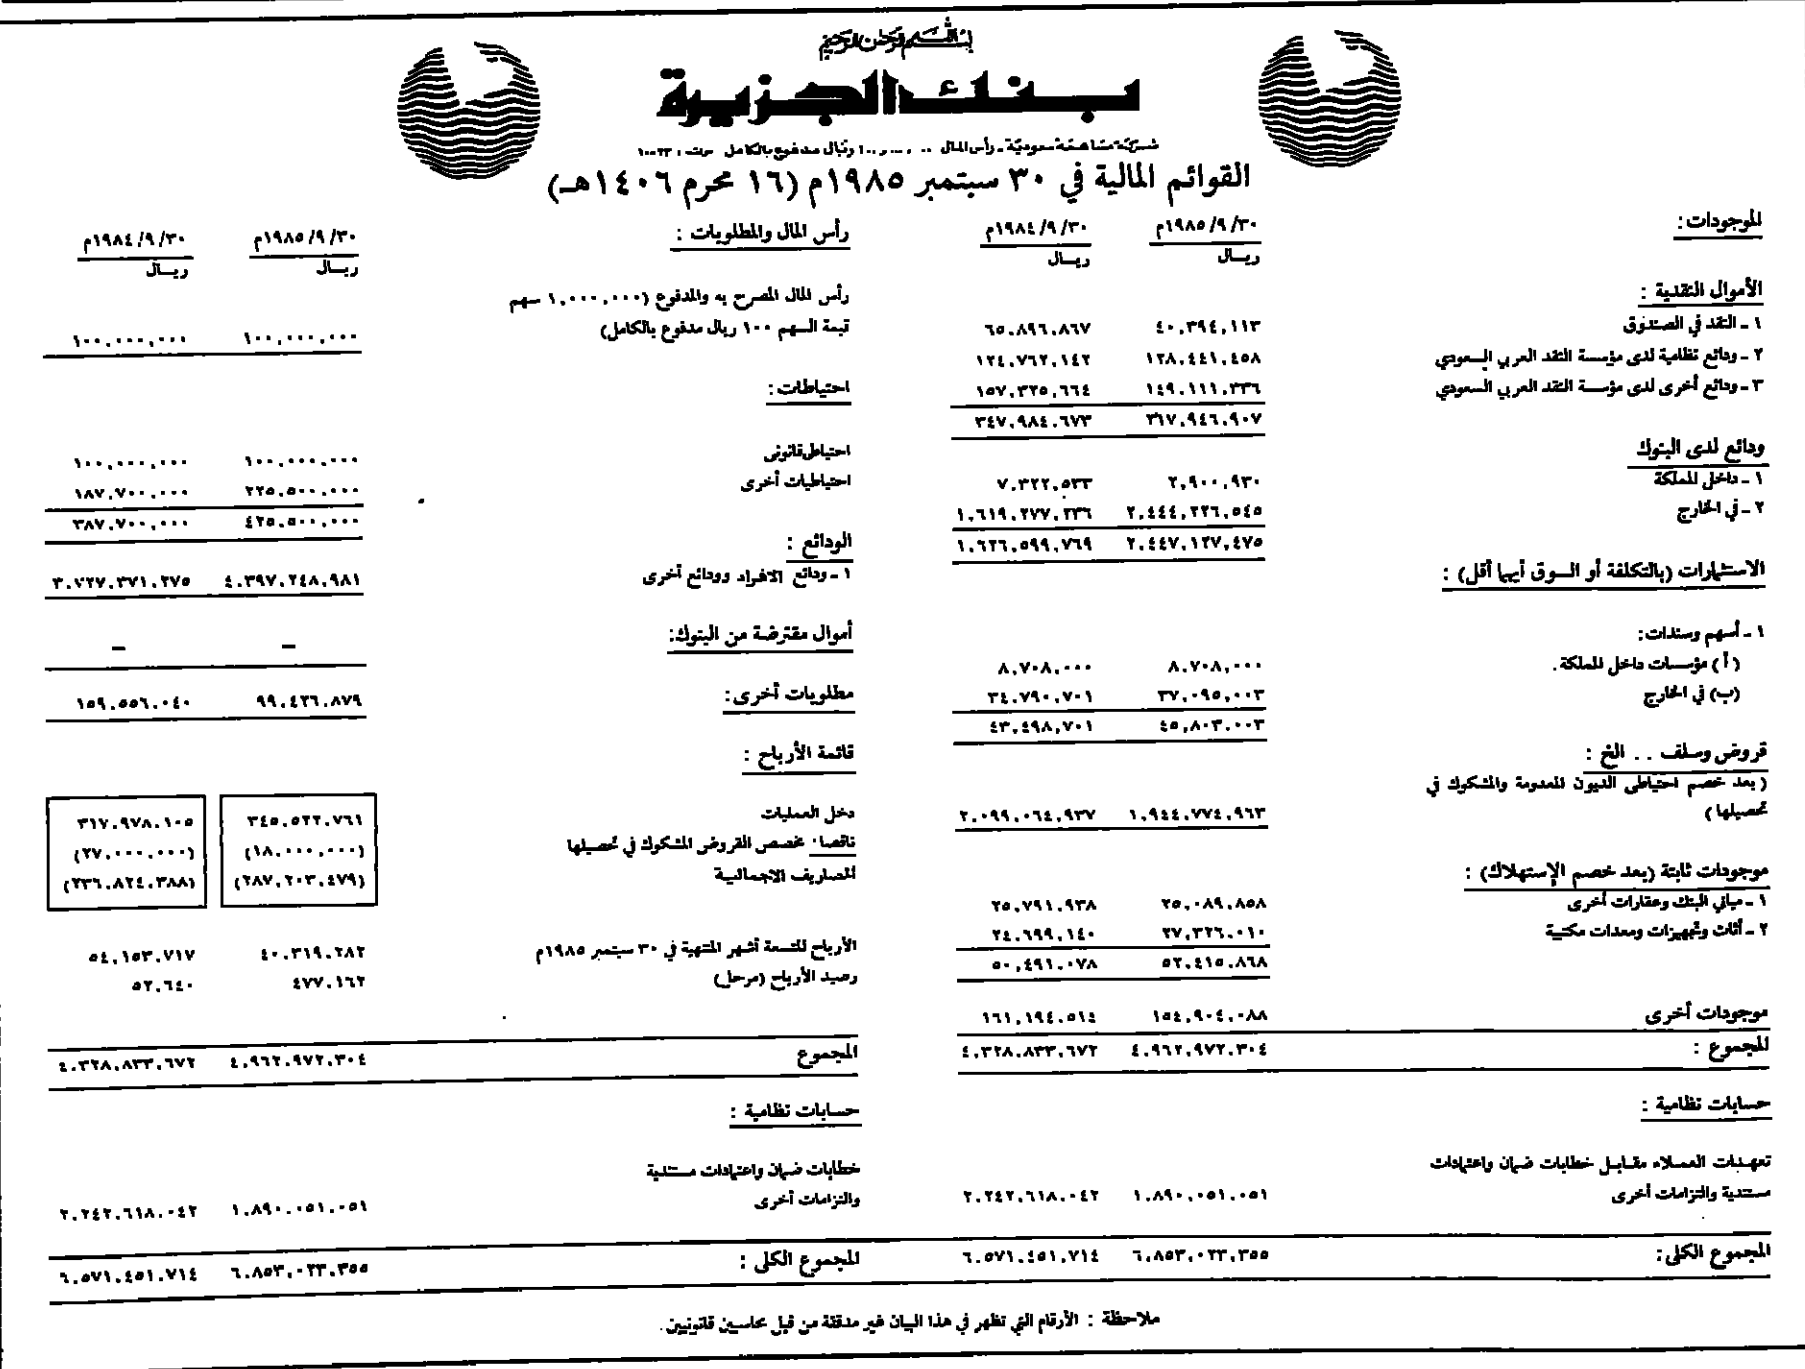 بسم الله الرحمن الرحيم
بنك الجزيرة
شركة مساهمة سعودية ـ رأس المال ١٠٠,٠٠٠,٠٠٠ ريال مدفوع بالكامل
القوائم المالية في ٣٠ سبتمبر ١٩٨٥م (١٦ محرم ١٤٠٦هـ)
الموجودات: ٣٠/٩/١٩٨٥م ٣٠/٩/١٩٨٤م
ريـال ريـال
الأموال النقدية :
١ ـ النقد في الصندوق ٤٠,٣٩٤,١١٣ ٦٥,٨٩٦,٨٦٧
٢ ـ ودائع نظامية لدى مؤسسة النقد العربي السعودي ١٢٨,٤٤١,٤٥٨ ١٢٤,٧٦٢,١٤٢
٣ ـ ودائع أخرى لدى مؤسسة النقد العربي السعودي ١٤٩,١١١,٣٣٦ ١٥٧,٣٢٥,٦٦٤
٣١٧,٩٤٦,٩٠٧ ٣٤٧,٩٨٤,٦٧٣
ودائع لدى البنوك
١ ـ داخل المملكة ٢,٩٠٠,٩٣٠ ٧,٣٢٢,٥٣٣
٢ ـ في الخارج ٢,٤٤٤,٢٢٦,٥٤٥ ١,٦١٩,٢٧٧,٢٣٦
٢,٤٤٧,١٢٧,٤٧٥ ١,٦٢٦,٥٩٩,٧٦٩
الاستثمارات (بالتكلفة أو السوق أيهما أقل) :
١ ـ أسهم وسندات:
(أ) مؤسسات داخل المملكة. ٨,٧٠٨,٠٠٠ ٨,٧٠٨,٠٠٠
(ب) في الخارج ٣٧,٠٩٥,٠٠٣ ٣٤,٧٩٠,٧٠١
٤٥,٨٠٣,٠٠٣ ٤٣,٤٩٨,٧٠١
قروض وسلف . . الخ :
(بعد خصم احتياطى الديون المعدومة والمشكوك في
تحصيلها) ١,٩٤٤,٧٧٤,٩٦٣ ٢,٠٩٩,٠٦٤,٩٣٧
موجودات ثابتة (بعد خصم الإستهلاك) :
١ ـ مباني البنك وعقارات أخرى ٢٥,٠٨٩,٨٥٨ ٢٥,٧٩١,٩٣٨
٢ ـ أثاث وتجهيزات ومعدات مكتبية ٢٧,٣٢٦,٠١٠ ٢٤,٦٩٩,١٤٠
٥٢,٤١٥,٨٦٨ ٥٠,٤٩١,٠٧٨
موجودات أخرى ١٥٤,٩٠٤,٠٨٨ ١٦١,١٩٤,٥١٤
المجموع : ٤,٩٦٢,٩٧٢,٣٠٤ ٤,٣٢٨,٨٣٣,٦٧٢
حسابات نظامية :
تعهدات العملاء مقابل خطابات ضمان واعتمادات
مستندية والتزامات أخرى ١,٨٩٠,٠٥١,٠٥١ ٢,٢٤٢,٦١٨,٠٤٢
المجموع الكلى: ٦,٨٥٣,٠٢٣,٣٥٥ ٦,٥٧١,٤٥١,٧١٤
رأس المال والمطلوبات : ٣٠/٩/١٩٨٥م ٣٠/٩/١٩٨٤م
ريـال ريـال
رأس المال المصرح به والمدفوع (١,٠٠٠,٠٠٠ سهم
قيمة السهم ١٠٠ ريال مدفوع بالكامل) ١٠٠,٠٠٠,٠٠٠ ١٠٠,٠٠٠,٠٠٠
احتياطات:
احتياطى قانونى ١٠٠,٠٠٠,٠٠٠ ١٠٠,٠٠٠,٠٠٠
احتياطيات أخرى ٢٢٥,٥٠٠,٠٠٠ ١٨٧,٧٠٠,٠٠٠
٤٢٥,٥٠٠,٠٠٠ ٣٨٧,٧٠٠,٠٠٠
الودائع :
١ ـ ودائع الافراد وودائع أخرى ٤,٣٩٧,٢٤٨,٩٨١ ٣,٧٢٧,٣٧١,٢٧٥
أموال مقترضة من البنوك: – –
مطلوبات أخرى: ٩٩,٤٢٦,٨٧٩ ١٥٩,٥٥٦,٠٤٠
قائمة الأرباح :
دخل العمليات ٣٤٥,٥٢٢,٧٦١ ٣١٧,٩٧٨,١٠٥
ناقصا: مخصص القروض المشكوك في تحصيلها (١٨,٠٠٠,٠٠٠) (٢٧,٠٠٠,٠٠٠)
المصاريف الاجمالية (٢٨٧,٢٠٣,٤٧٩) (٢٣٦,٨٢٤,٣٨٨)
الأرباح للتسعة أشهر المنتهية في ٣٠ سبتمبر ١٩٨٥م ٤٠,٣١٩,٢٨٢ ٥٤,١٥٣,٧١٧
رصيد الأرباح (مرحل) ٤٧٧,١٦٢ ٥٢,٦٤٠
المجموع ٤,٩٦٢,٩٧٢,٣٠٤ ٤,٣٢٨,٨٣٣,٦٧٢
حسابات نظامية :
خطابات ضمان واعتمادات مستندية
والتزامات أخرى ١,٨٩٠,٠٥١,٠٥١ ٢,٢٤٢,٦١٨,٠٤٢
المجموع الكلى : ٦,٨٥٣,٠٢٣,٣٥٥ ٦,٥٧١,٤٥١,٧١٤
ملاحظة : الأرقام التي تظهر في هذا البيان غير مدققة من قبل محاسبين قانونيين.